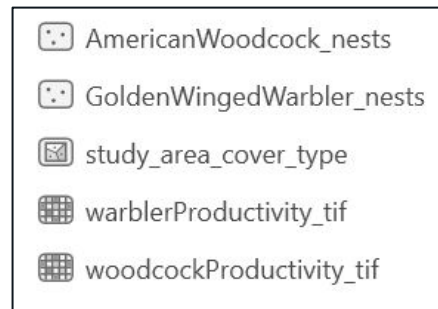 AmericanWoodcock_nests
GoldenWingedWarbler_nests
study_area_cover_type
warblerProductivity_tif
woodcockProductivity_tif